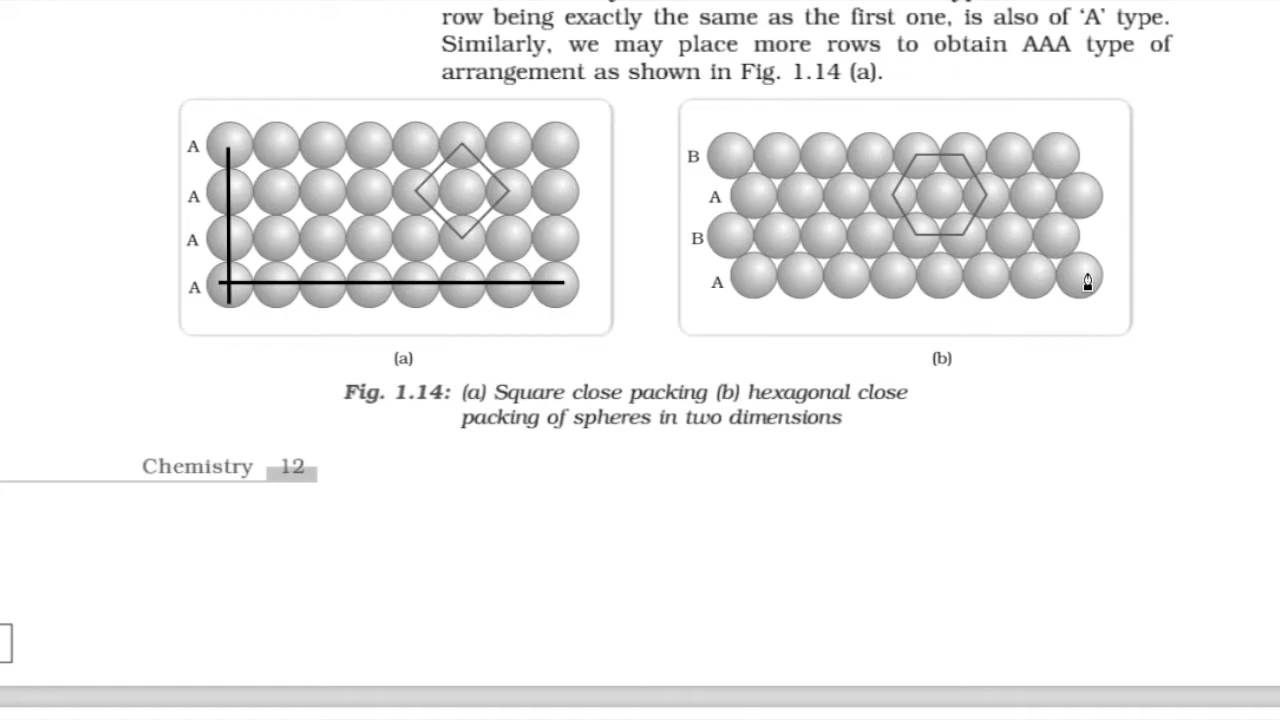 row being exactly the same as the first one, is also of ‘A’ type.
Similarly, we may place more rows to obtain AAA type of
arrangement as shown in Fig. 1.14 (a).
A
A
A
A
B
A
B
A
(a)
(b)
Fig. 1.14: (a) Square close packing (b) hexagonal close
packing of spheres in two dimensions
Chemistry 12